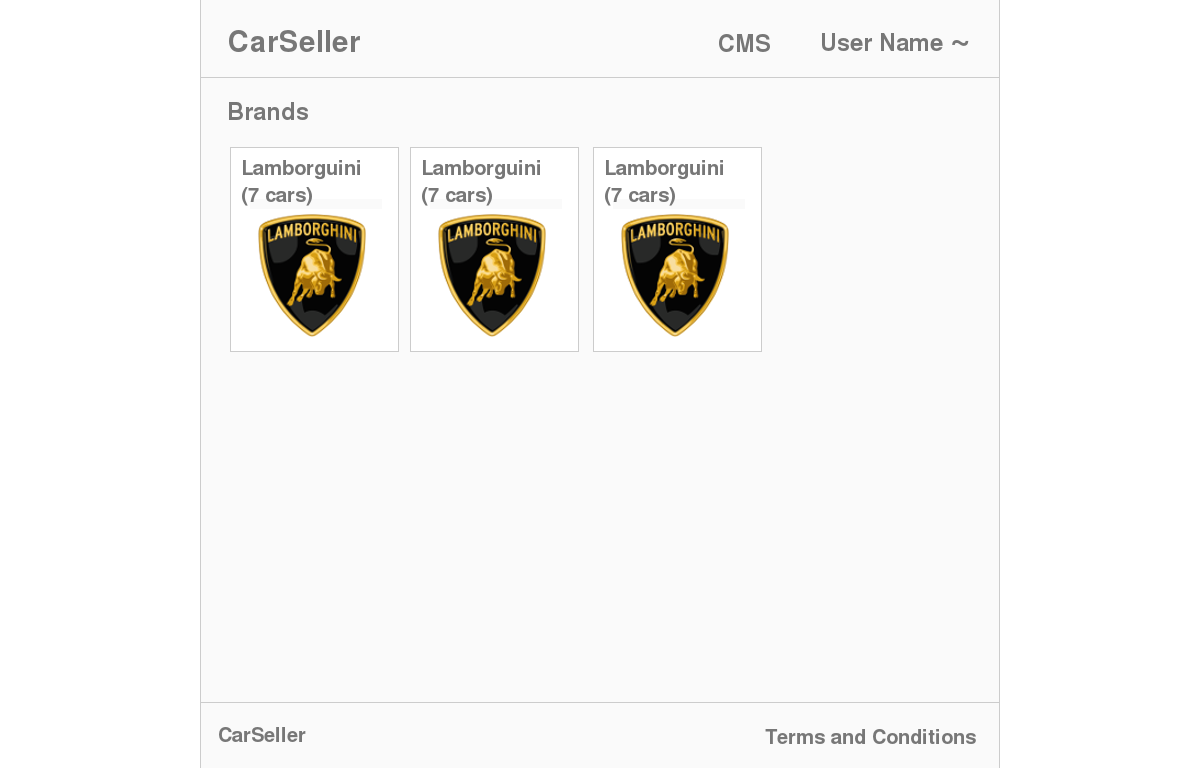 CarSeller CMS User Name ~
Brands
Lamborguini
(7 cars)
LAMBORGHINI
Lamborguini
(7 cars)
LAMBORGHINI
Lamborguini
(7 cars)
LAMBORGHINI
CarSeller Terms and Conditions